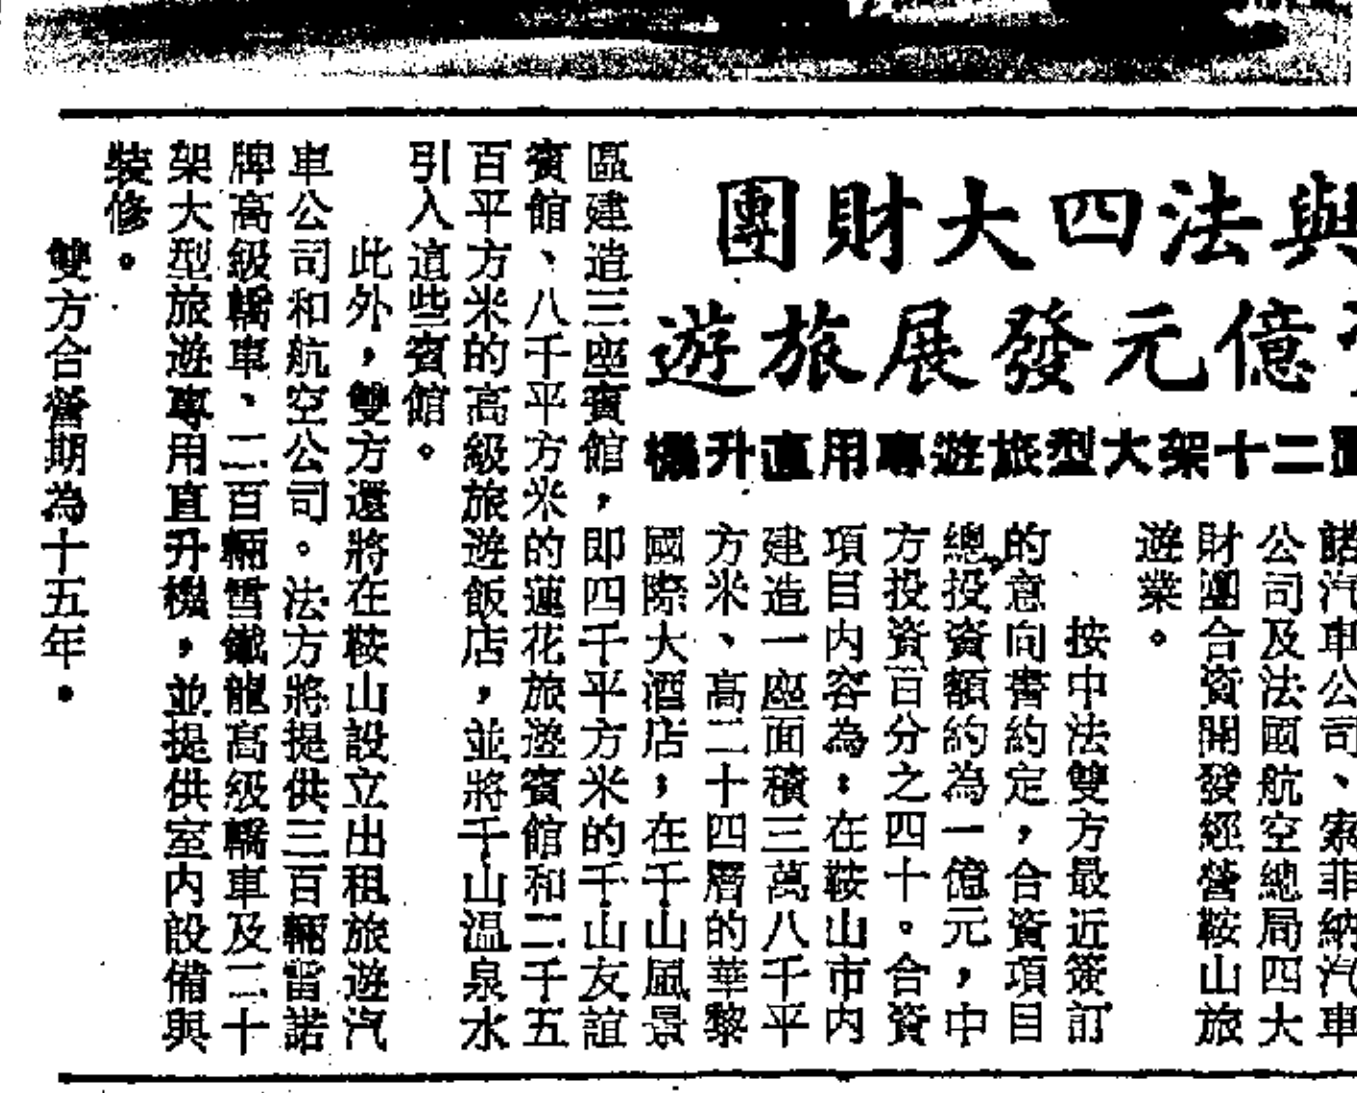 與法四大財團
億元發展旅遊
二十架大型旅遊專用直升機
諾汽車公司、索菲納汽車
公司及法國航空總局四大
財團合資開發經營鞍山旅
遊業。
按中法雙方最近簽訂
的意向書約定，合資項目
總投資額約為一億元，中
方投資百分之四十。合資
項目內容為：在鞍山市內
建造一座面積三萬八千平
方米、高二十四層的華黎
國際大酒店；在千山風景
區建造三座賓館，即四千平方米的千山友誼
賓館、八千平方米的蓮花旅遊賓館和二千五
百平方米的高級旅遊飯店，並將千山溫泉水
引入這些賓館。
此外，雙方還將在鞍山設立出租旅遊汽
車公司和航空公司。法方將提供三百輛雷諾
牌高級轎車、二百輛雪鐵龍高級轎車及二十
架大型旅遊專用直升機，並提供室內設備與
裝修。
雙方合營期為十五年。